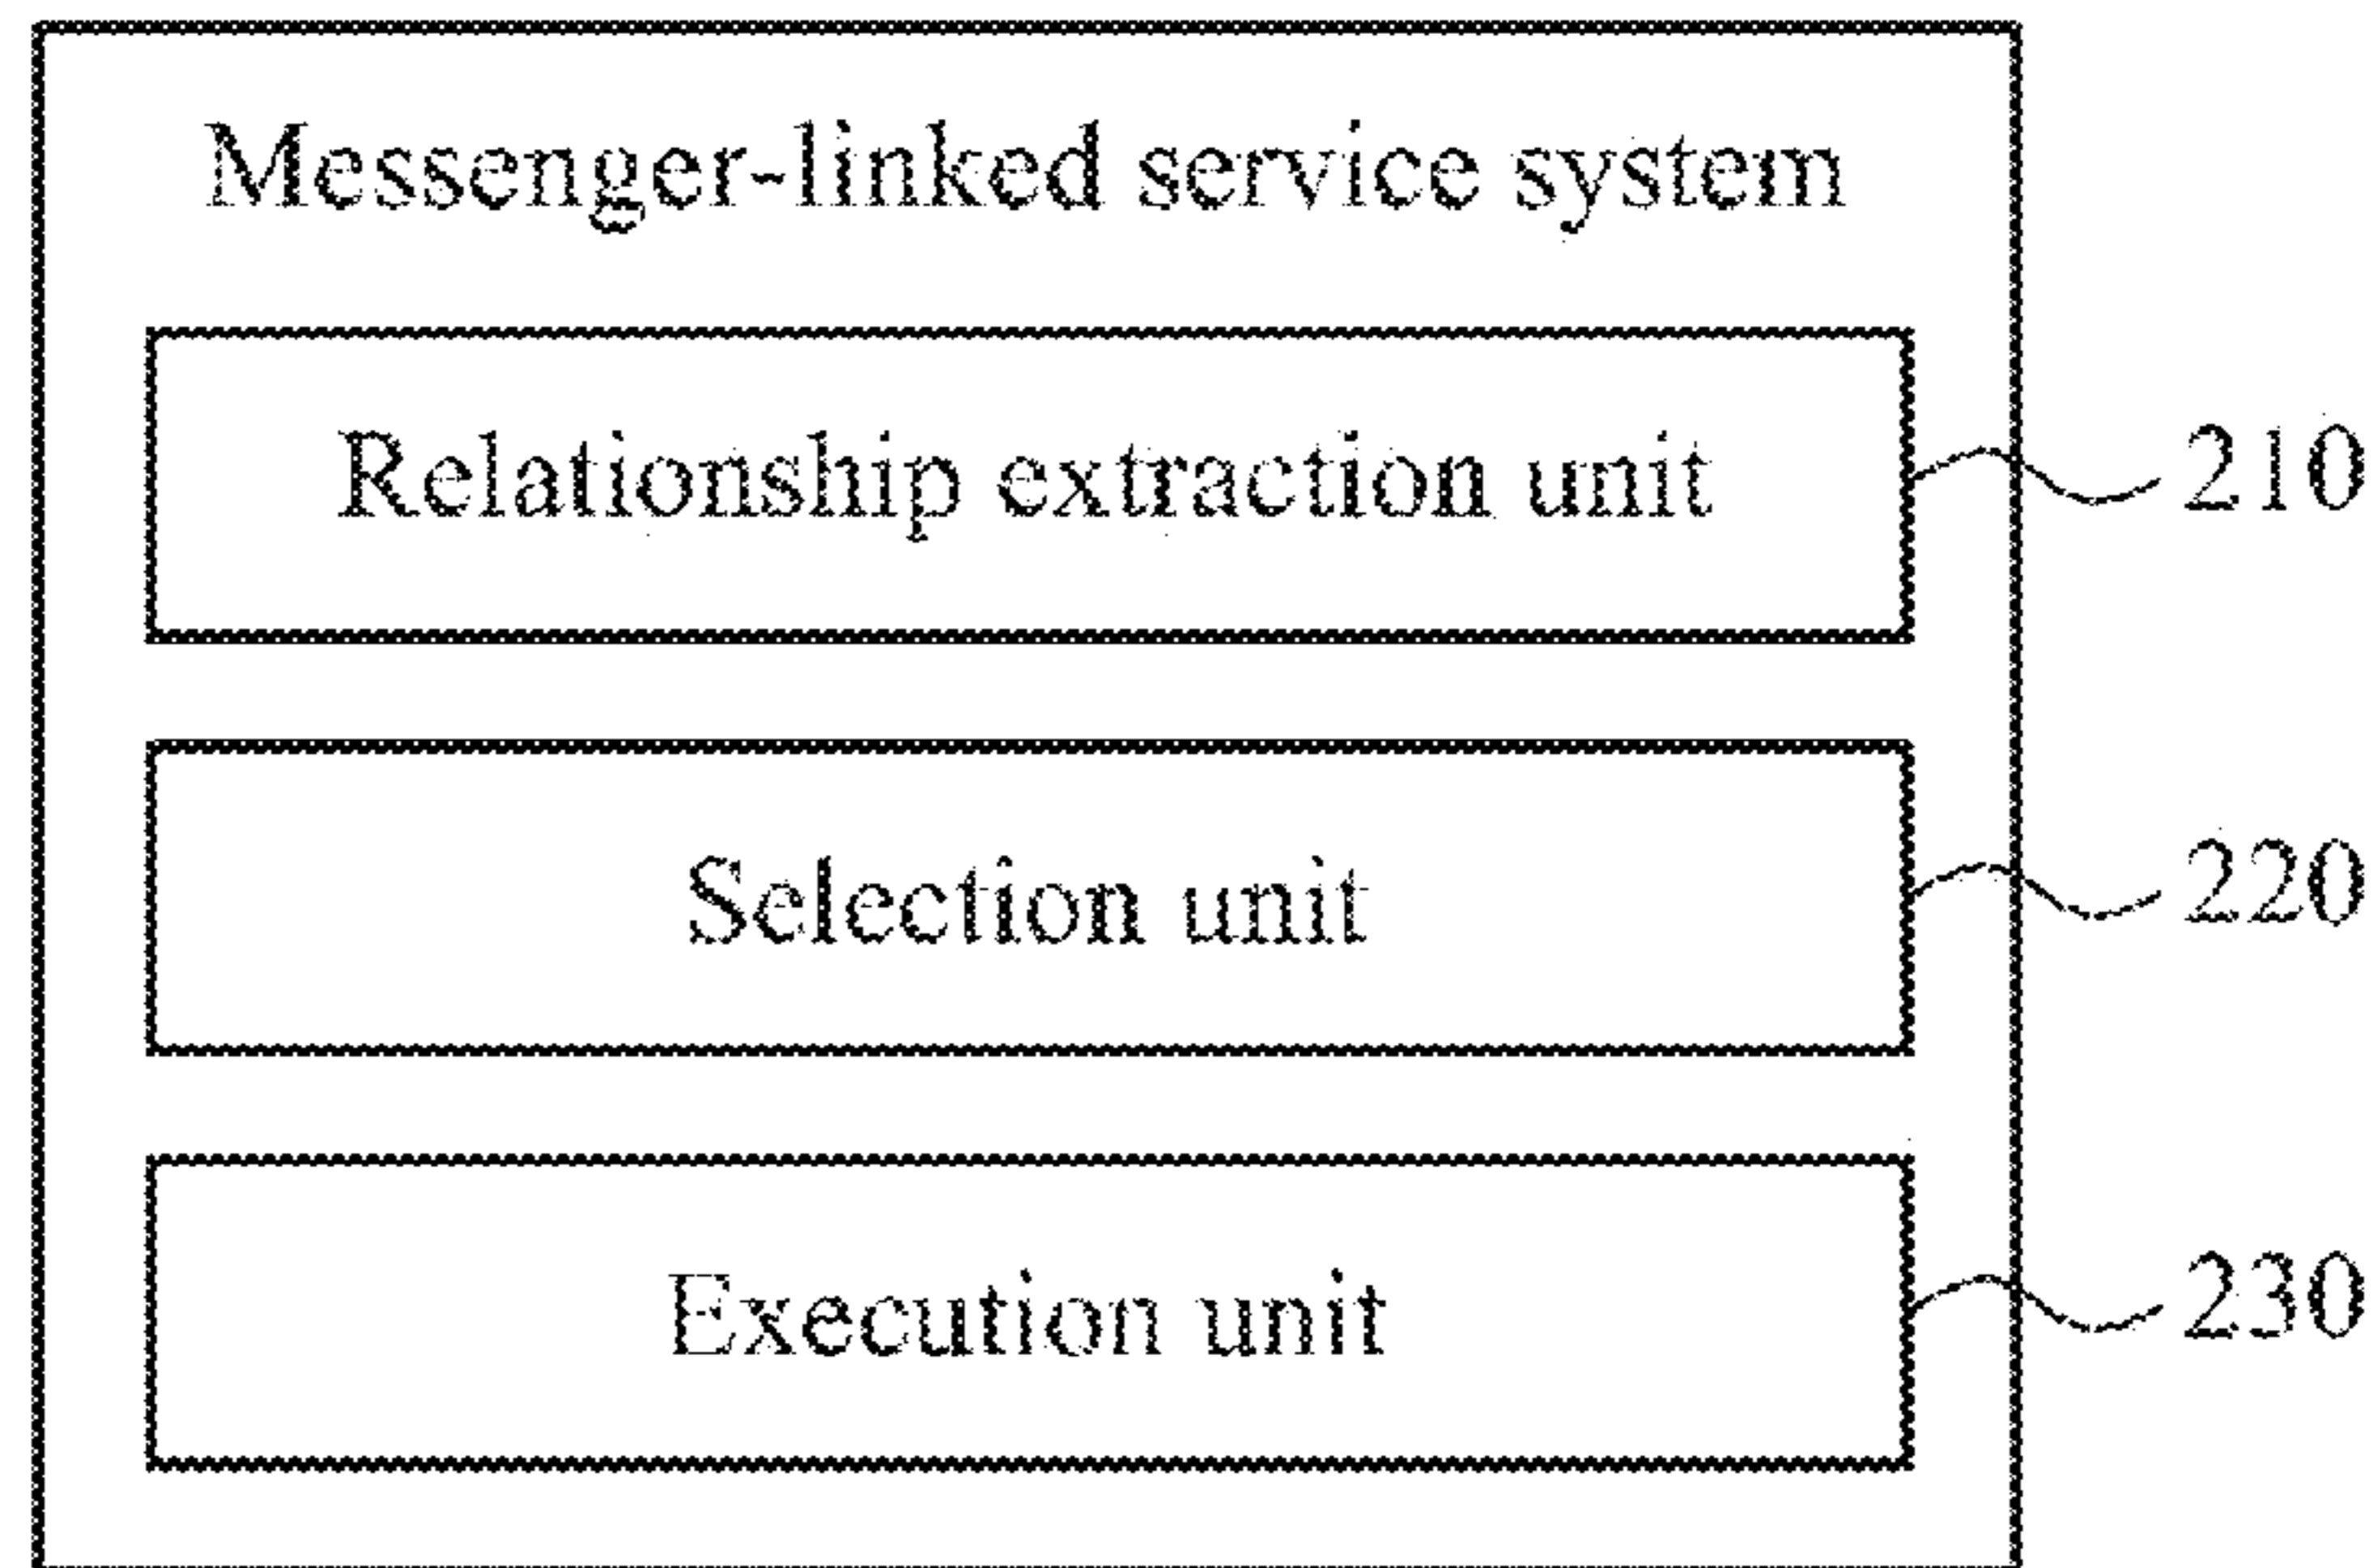 Messenger-linked service system
Relationship extraction unit
210
Selection unit
220
Execution unit
230